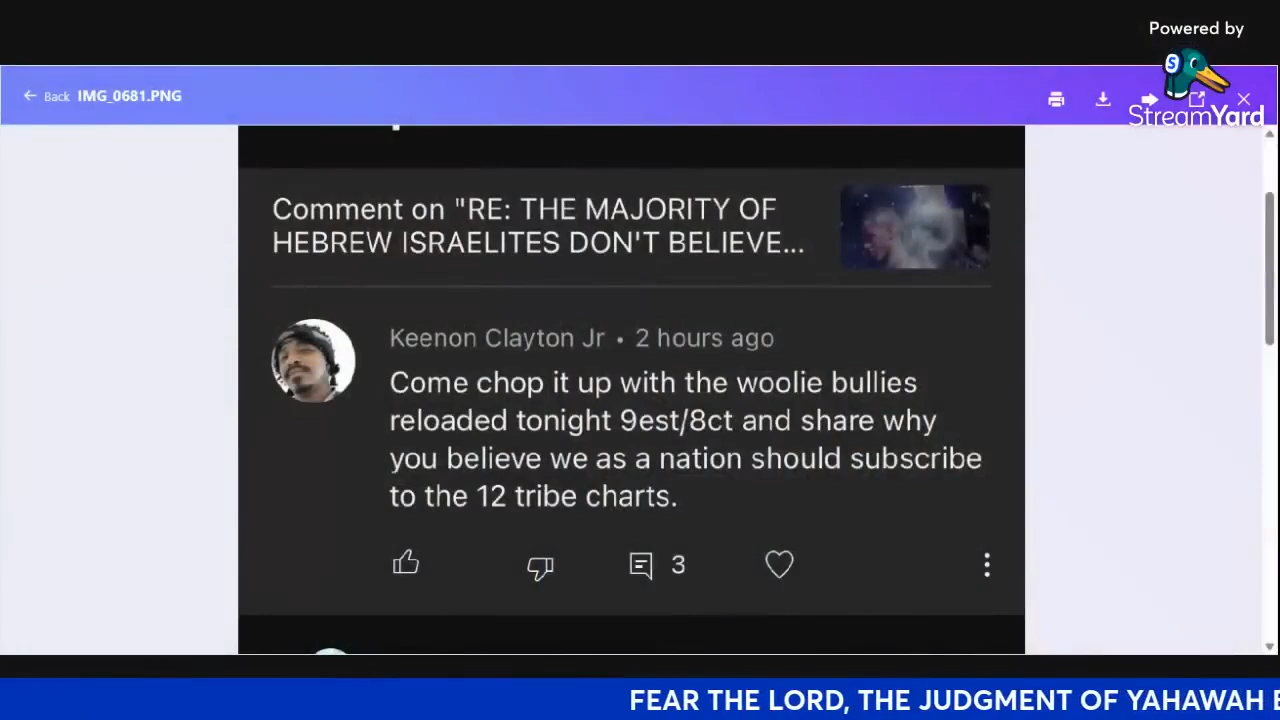 Powered by
StreamYard
Back IMG_0681.PNG
Comment on "RE: THE MAJORITY OF
HEBREW ISRAELITES DON'T BELIEVE...
Keenon Clayton Jr • 2 hours ago
Come chop it up with the woolie bullies
reloaded tonight 9est/8ct and share why
you believe we as a nation should subscribe
to the 12 tribe charts.
3
FEAR THE LORD, THE JUDGMENT OF YAHAWAH